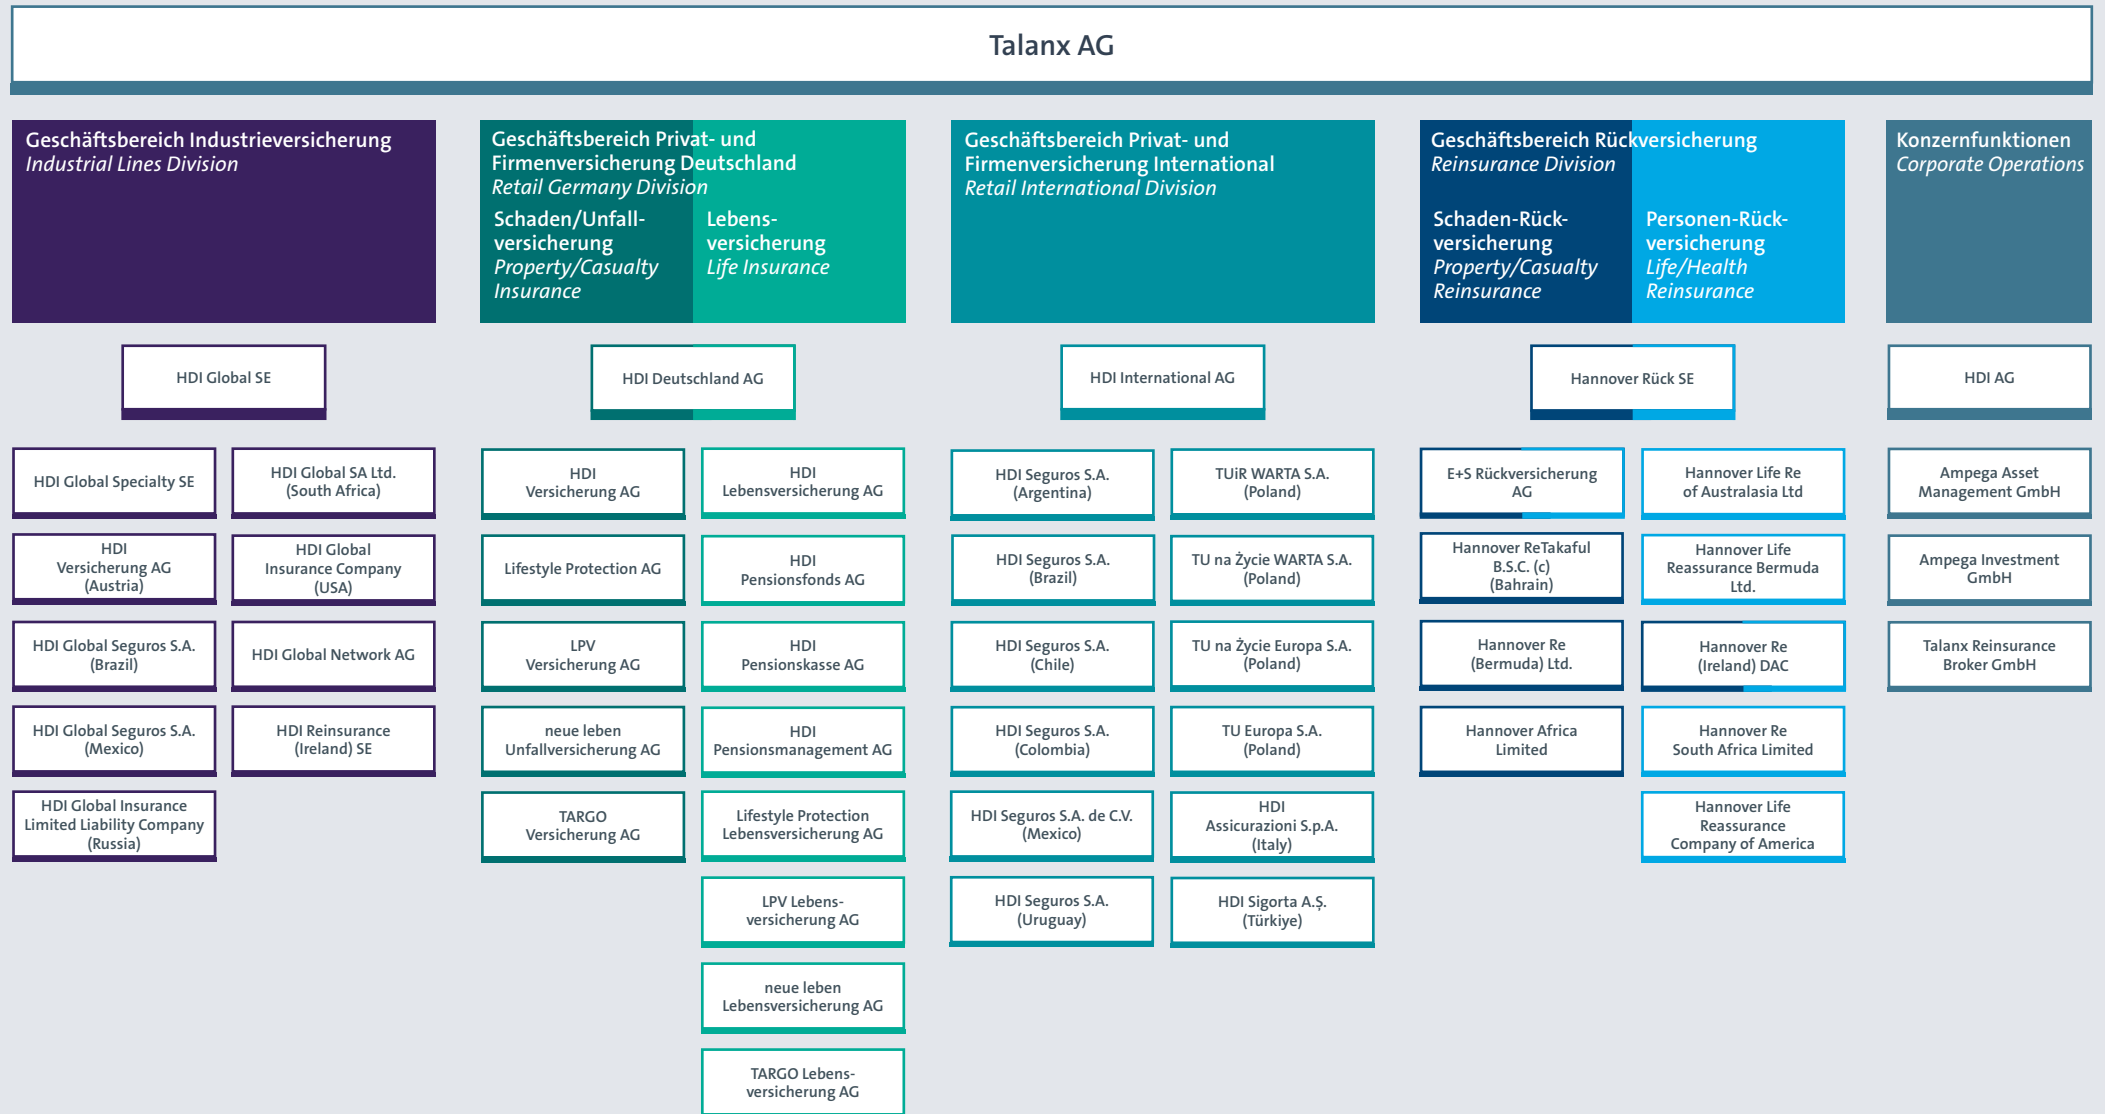 Talanx AG
Geschäftsbereich Industrieversicherung
Industrial Lines Division
Geschäftsbereich Privat- und
Firmenversicherung Deutschland
Retail Germany Division
Schaden/Unfall-
versicherung
Property/Casualty
Insurance
Lebens-
versicherung
Life Insurance
Geschäftsbereich Privat- und
Firmenversicherung International
Retail International Division
Geschäftsbereich Rückversicherung
Reinsurance Division
Schaden-Rück-
versicherung
Property/Casualty
Reinsurance
Personen-Rück-
versicherung
Life/Health
Reinsurance
Konzernfunktionen
Corporate Operations
HDI Global SE
HDI Deutschland AG
HDI International AG
Hannover Rück SE
HDI AG
HDI Global Specialty SE
HDI
Versicherung AG
(Austria)
HDI Global Seguros S.A.
(Brazil)
HDI Global Seguros S.A.
(Mexico)
HDI Global Insurance
Limited Liability Company
(Russia)
HDI Global SA Ltd.
(South Africa)
HDI Global
Insurance Company
(USA)
HDI Global Network AG
HDI Reinsurance
(Ireland) SE
HDI
Versicherung AG
Lifestyle Protection AG
LPV
Versicherung AG
neue leben
Unfallversicherung AG
TARGO
Versicherung AG
HDI
Lebensversicherung AG
HDI
Pensionsfonds AG
HDI
Pensionskasse AG
HDI
Pensionsmanagement AG
Lifestyle Protection
Lebensversicherung AG
LPV Lebens-
versicherung AG
neue leben
Lebensversicherung AG
TARGO Lebens-
versicherung AG
HDI Seguros S.A.
(Argentina)
HDI Seguros S.A.
(Brazil)
HDI Seguros S.A.
(Chile)
HDI Seguros S.A.
(Colombia)
HDI Seguros S.A. de C.V.
(Mexico)
HDI Seguros S.A.
(Uruguay)
TUiR WARTA S.A.
(Poland)
TU na Życie WARTA S.A.
(Poland)
TU na Życie Europa S.A.
(Poland)
TU Europa S.A.
(Poland)
HDI
Assicurazioni S.p.A.
(Italy)
HDI Sigorta A.Ş.
(Türkiye)
E+S Rückversicherung
AG
Hannover ReTakaful
B.S.C. (c)
(Bahrain)
Hannover Re
(Bermuda) Ltd.
Hannover Africa
Limited
Hannover Life Re
of Australasia Ltd
Hannover Life
Reassurance Bermuda
Ltd.
Hannover Re
(Ireland) DAC
Hannover Re
South Africa Limited
Hannover Life
Reassurance
Company of America
Ampega Asset
Management GmbH
Ampega Investment
GmbH
Talanx Reinsurance
Broker GmbH